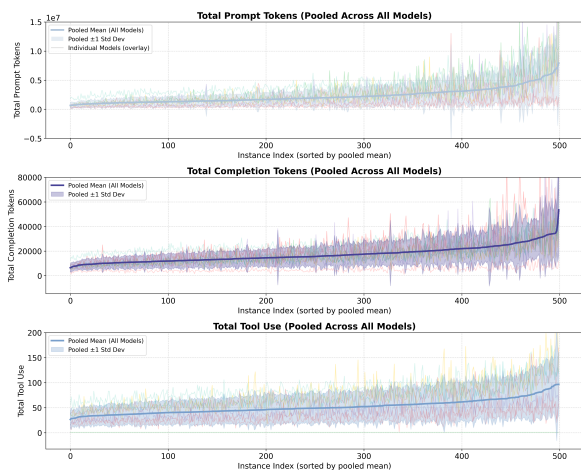 Total Prompt Tokens (Pooled Across All Models)
1e7
1.5
1.0
0.5
0.0
−0.5
Total Prompt Tokens
Pooled Mean (All Models)
Pooled ±1 Std Dev
Individual Models (overlay)
0 100 200 300 400 500
Instance Index (sorted by pooled mean)
Total Completion Tokens (Pooled Across All Models)
80000
60000
40000
20000
0
Total Completion Tokens
Pooled Mean (All Models)
Pooled ±1 Std Dev
0 100 200 300 400 500
Instance Index (sorted by pooled mean)
Total Tool Use (Pooled Across All Models)
200
150
100
50
0
Total Tool Use
Pooled Mean (All Models)
Pooled ±1 Std Dev
0 100 200 300 400 500
Instance Index (sorted by pooled mean)